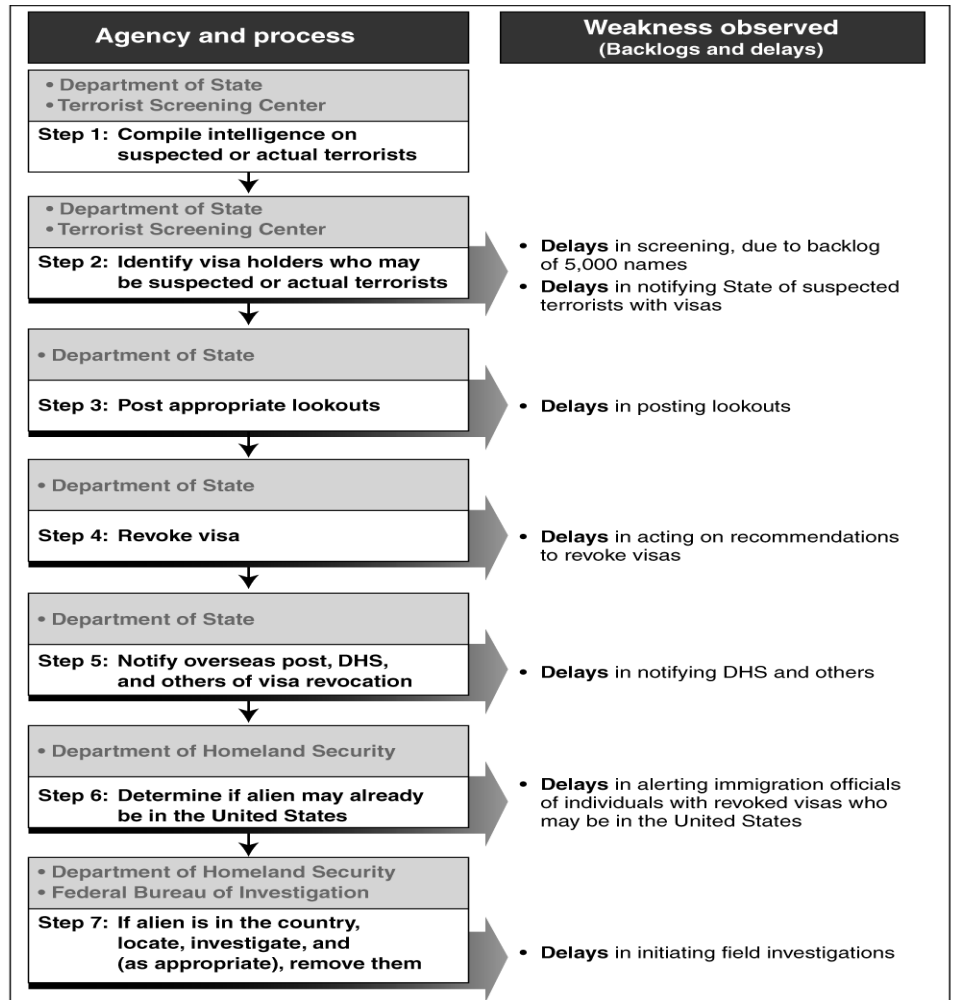 Agency and process
Weakness observed
(Backlogs and delays)
• Department of State
• Terrorist Screening Center
Step 1: Compile intelligence on
suspected or actual terrorists
• Department of State
• Terrorist Screening Center
Step 2: Identify visa holders who may
be suspected or actual terrorists
• Delays in screening, due to backlog
of 5,000 names
• Delays in notifying State of suspected
terrorists with visas
• Department of State
Step 3: Post appropriate lookouts
• Delays in posting lookouts
• Department of State
Step 4: Revoke visa
• Delays in acting on recommendations
to revoke visas
• Department of State
Step 5: Notify overseas post, DHS,
and others of visa revocation
• Delays in notifying DHS and others
• Department of Homeland Security
Step 6: Determine if alien may already
be in the United States
• Delays in alerting immigration officials
of individuals with revoked visas who
may be in the United States
• Department of Homeland Security
• Federal Bureau of Investigation
Step 7: If alien is in the country,
locate, investigate, and
(as appropriate), remove them
• Delays in initiating field investigations